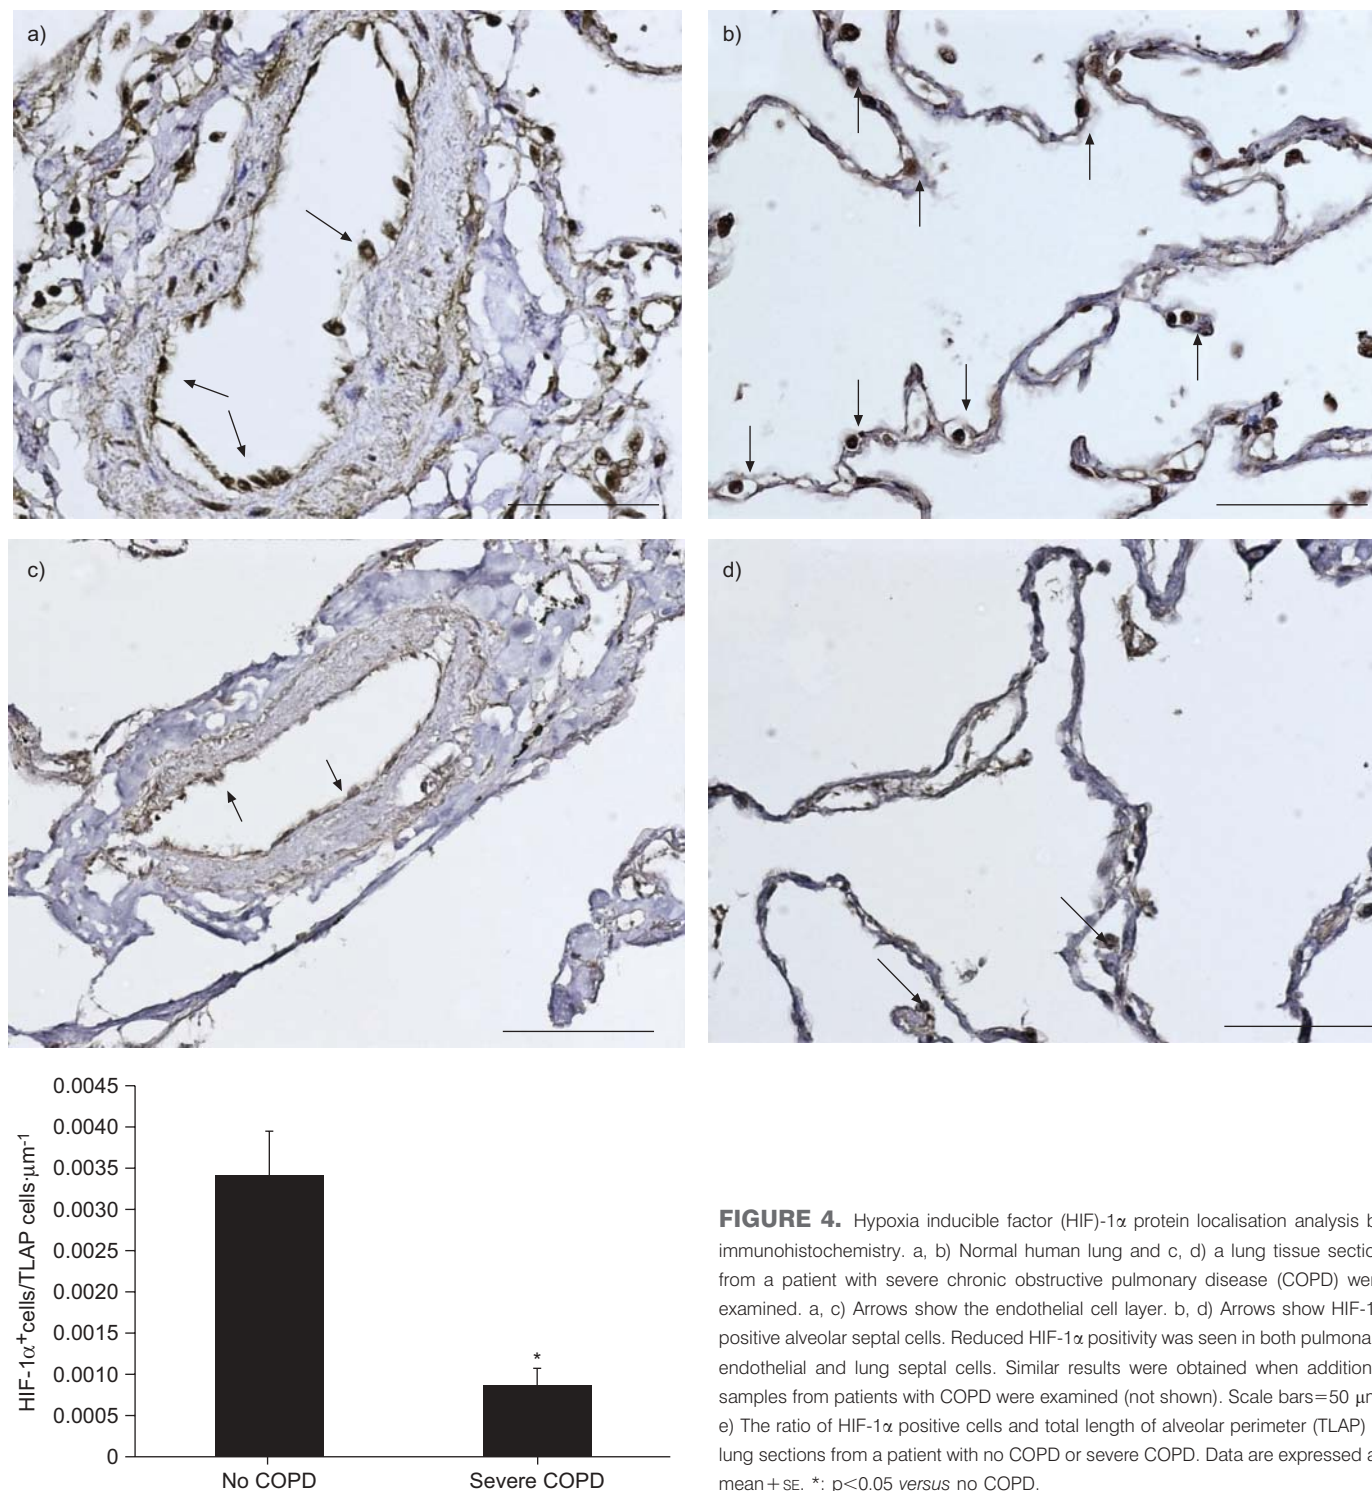 a)
b)
c)
d)
0.0045
0.0040
0.0035
0.0030
0.0025
0.0020
0.0015
0.0010
0.0005
0
HIF-1α+cells/TLAP cells·μm-1
*
No COPD
Severe COPD
FIGURE 4. Hypoxia inducible factor (HIF)-1α protein localisation analysis
immunohistochemistry. a, b) Normal human lung and c, d) a lung tissue
from a patient with severe chronic obstructive pulmonary disease (COPD)
examined. a, c) Arrows show the endothelial cell layer. b, d) Arrows show
positive alveolar septal cells. Reduced HIF-1α positivity was seen in both
endothelial and lung septal cells. Similar results were obtained when
samples from patients with COPD were examined (not shown). Scale bars=50
e) The ratio of HIF-1α positive cells and total length of alveolar perimeter (TLAP)
lung sections from a patient with no COPD or severe COPD. Data are expressed
mean+SE. *: p<0.05 versus no COPD.